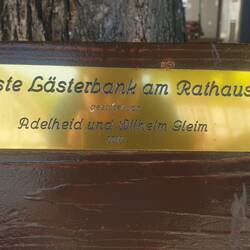 ste Lästerbank am Rathaus
Adelheid und Wilhelm Gleim